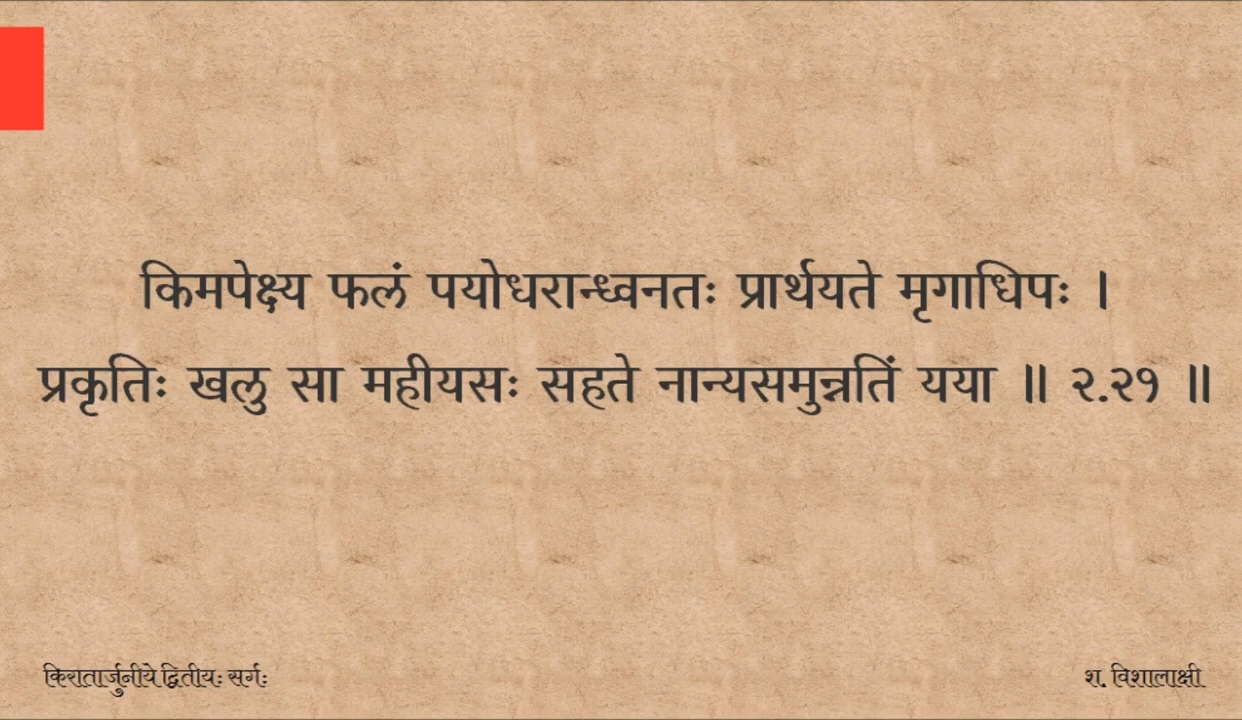 किमपेक्ष्य फलं पयोधरान्ध्वनतः प्रार्थयते मृगाधिपः ।
प्रकृतिः खलु सा महीयसः सहते नान्यसमुन्नतिं यया ॥ २.२१ ॥
किरातार्जुनीये द्वितीयः सर्गः
श. विशालाक्षी